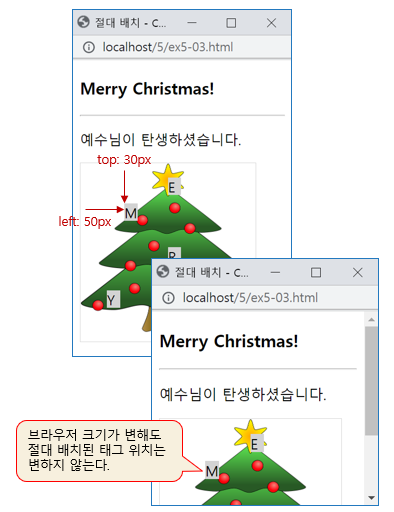 절대 배치 - C...
localhost/5/ex5-03.html
Merry Christmas!
예수님이 탄생하셨습니다.
top: 30px
E
M
left: 50px
R
Y
절대 배치 - C...
localhost/5/ex5-03.html
Merry Christmas!
예수님이 탄생하셨습니다.
E
M
브라우저 크기가 변해도
절대 배치된 태그 위치는
변하지 않는다.